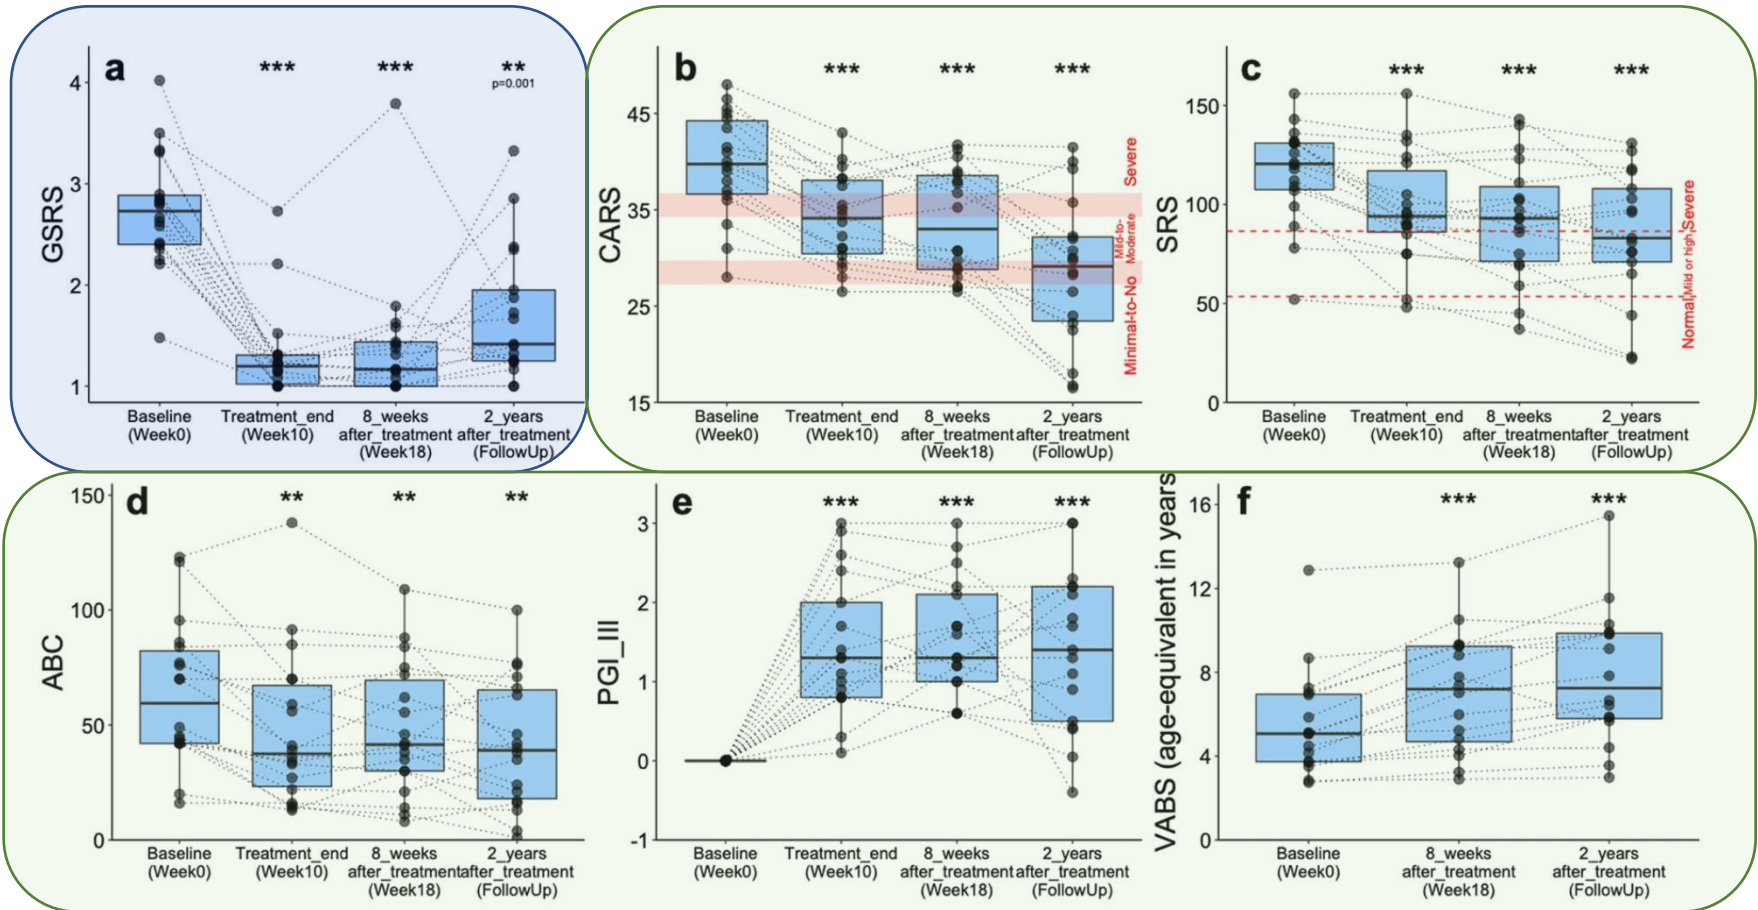 a
***
***
**
p=0.001
GSRS
4
3
2
1
Baseline
(Week0)
Treatment_end
(Week10)
8_weeks
after_treatment
(Week18)
2_years
after_treatment
(FollowUp)
b
***
***
***
CARS
45
35
25
15
Severe
Mild-to-
Moderate
Minimal-to-No
Baseline
(Week0)
Treatment_end
(Week10)
8_weeks
after_treatment
(Week18)
2_years
after_treatment
(FollowUp)
c
***
***
***
SRS
150
100
50
0
Severe
Mild or high
Normal
Baseline
(Week0)
Treatment_end
(Week10)
8_weeks
after_treatment
(Week18)
2_years
after_treatment
(FollowUp)
d
**
**
**
ABC
150
100
50
0
Baseline
(Week0)
Treatment_end
(Week10)
8_weeks
after_treatment
(Week18)
2_years
after_treatment
(FollowUp)
e
***
***
***
PGI_III
3
2
1
0
-1
Baseline
(Week0)
Treatment_end
(Week10)
8_weeks
after_treatment
(Week18)
2_years
after_treatment
(FollowUp)
f
***
***
VABS (age-equivalent in years
16
12
8
4
0
Baseline
(Week0)
8_weeks
after_treatment
(Week18)
2_years
after_treatment
(FollowUp)